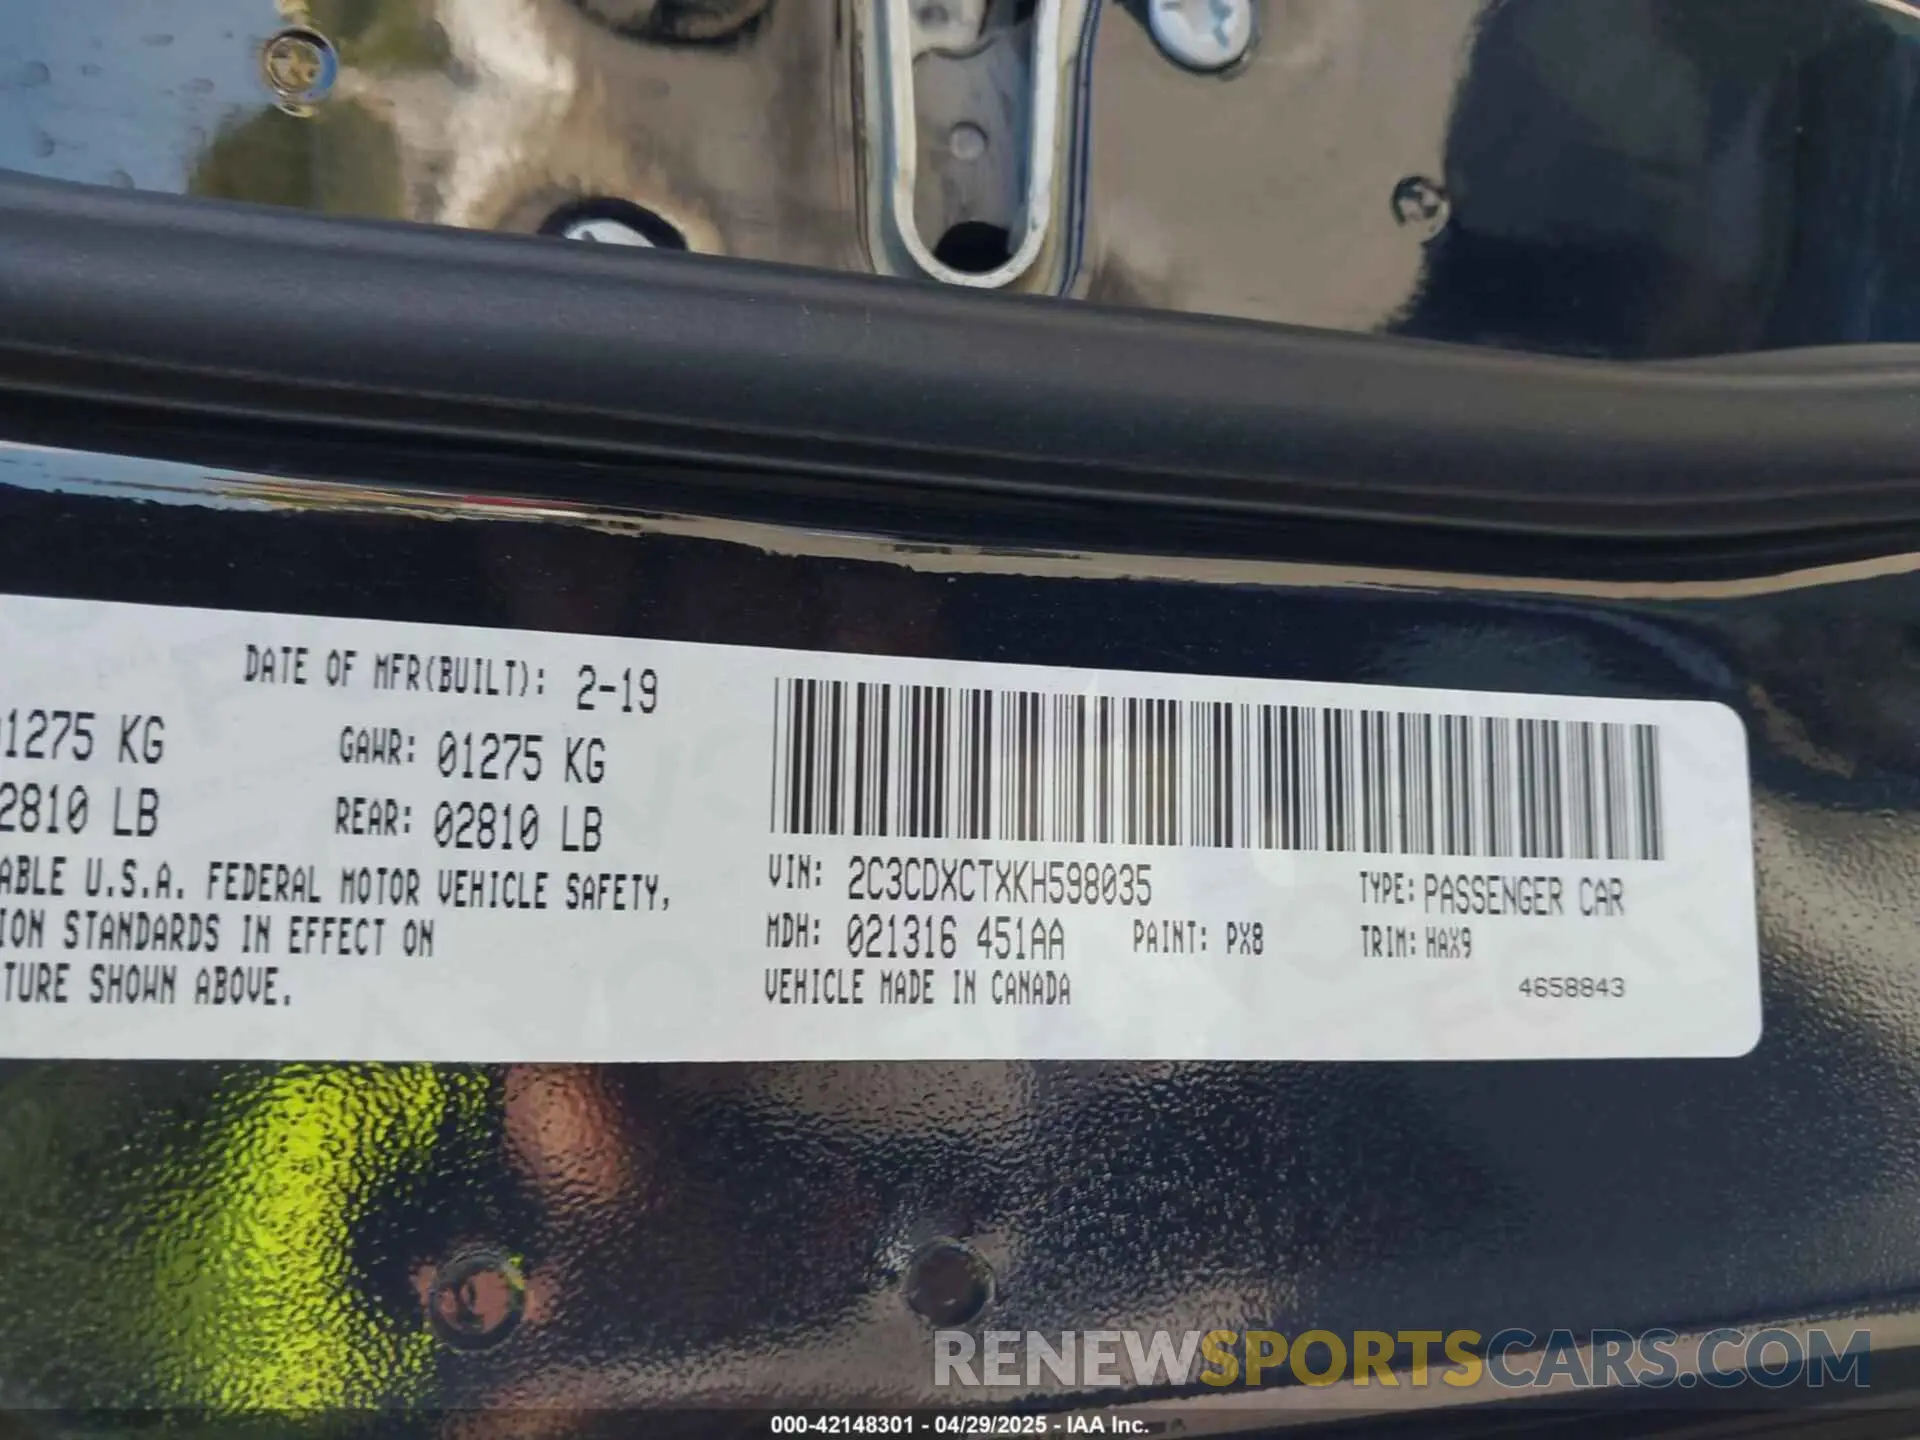 DATE OF MFR(BUILT): 2-19
1275 KG GAWR: 01275 KG
2810 LB REAR: 02810 LB
ABLE U.S.A. FEDERAL MOTOR VEHICLE SAFETY,
ION STANDARDS IN EFFECT ON
TURE SHOWN ABOVE.
VIN: 2C3CDXCTXKH598035 TYPE: PASSENGER CAR
MDH: 021316 451AA PAINT: PX8 TRIM: HAX9
VEHICLE MADE IN CANADA 4658843
RENEWSPORTSCARS.COM
000-42148301 - 04/29/2025 - IAA Inc.